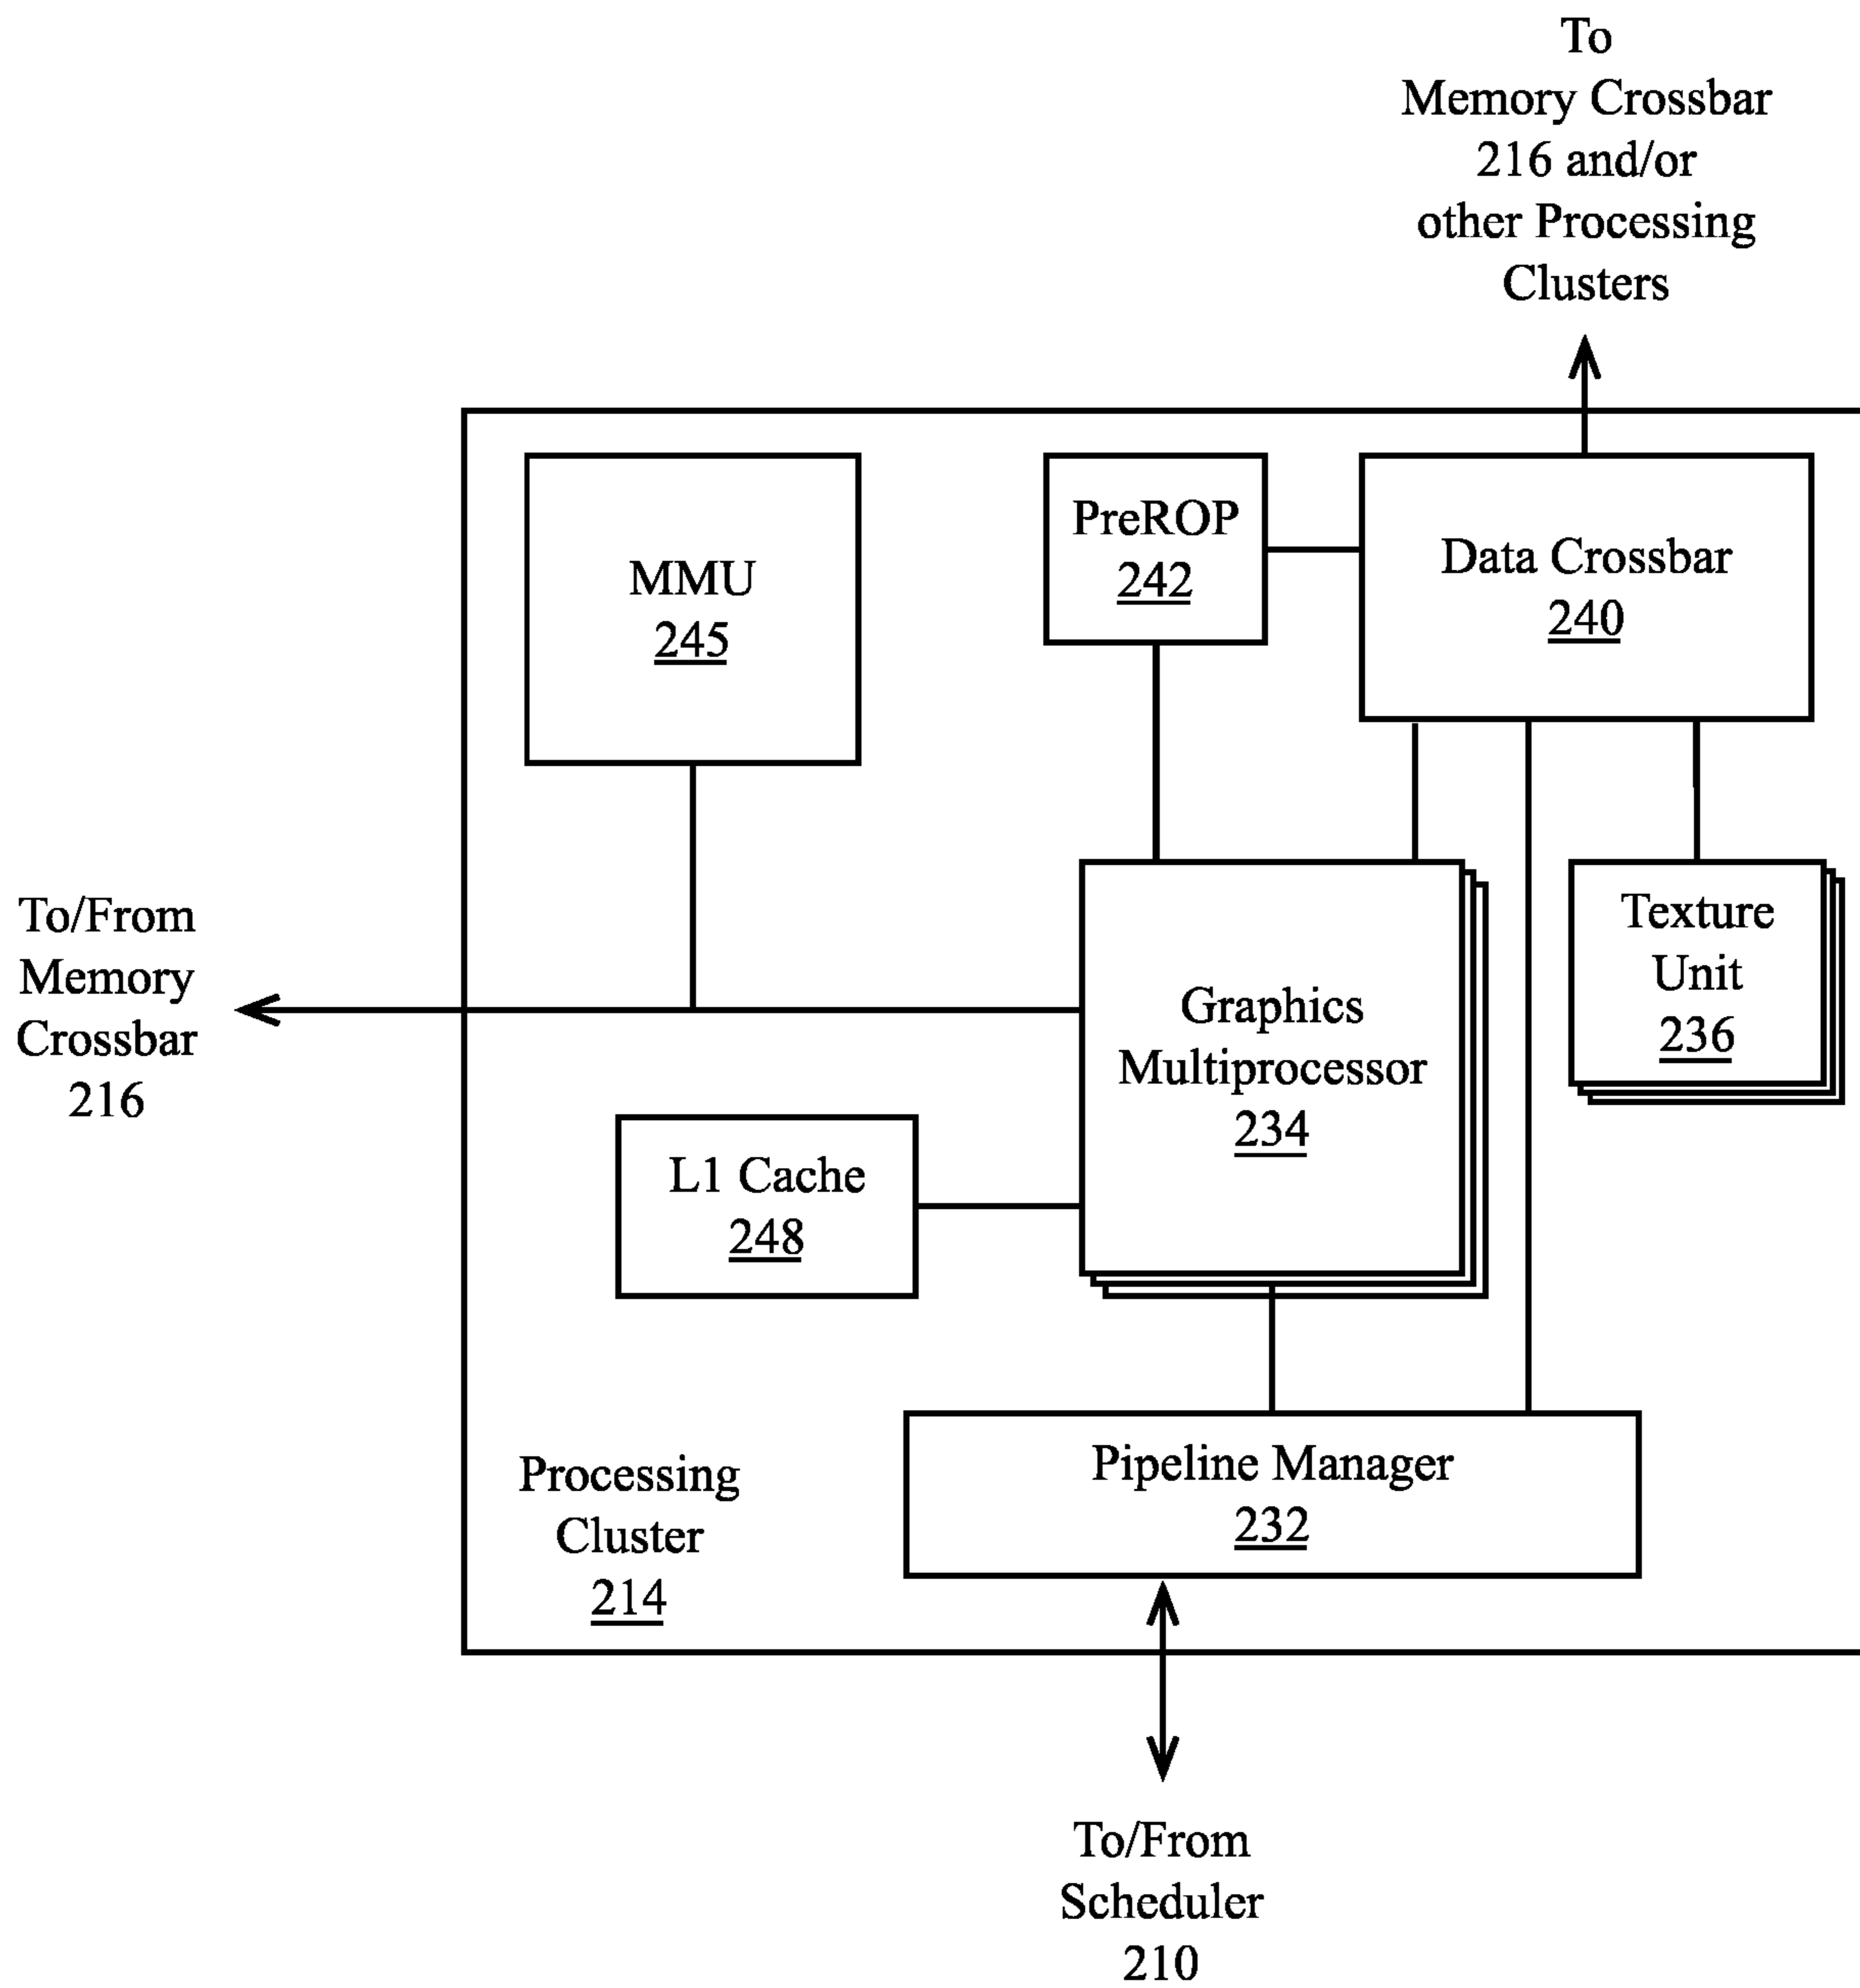 To
Memory Crossbar
216 and/or
other Processing
Clusters
MMU
245
PreROP
242
Data Crossbar
240
To/From
Memory
Crossbar
216
Graphics
Multiprocessor
234
Texture
Unit
236
L1 Cache
248
Processing
Cluster
214
Pipeline Manager
232
To/From
Scheduler
210